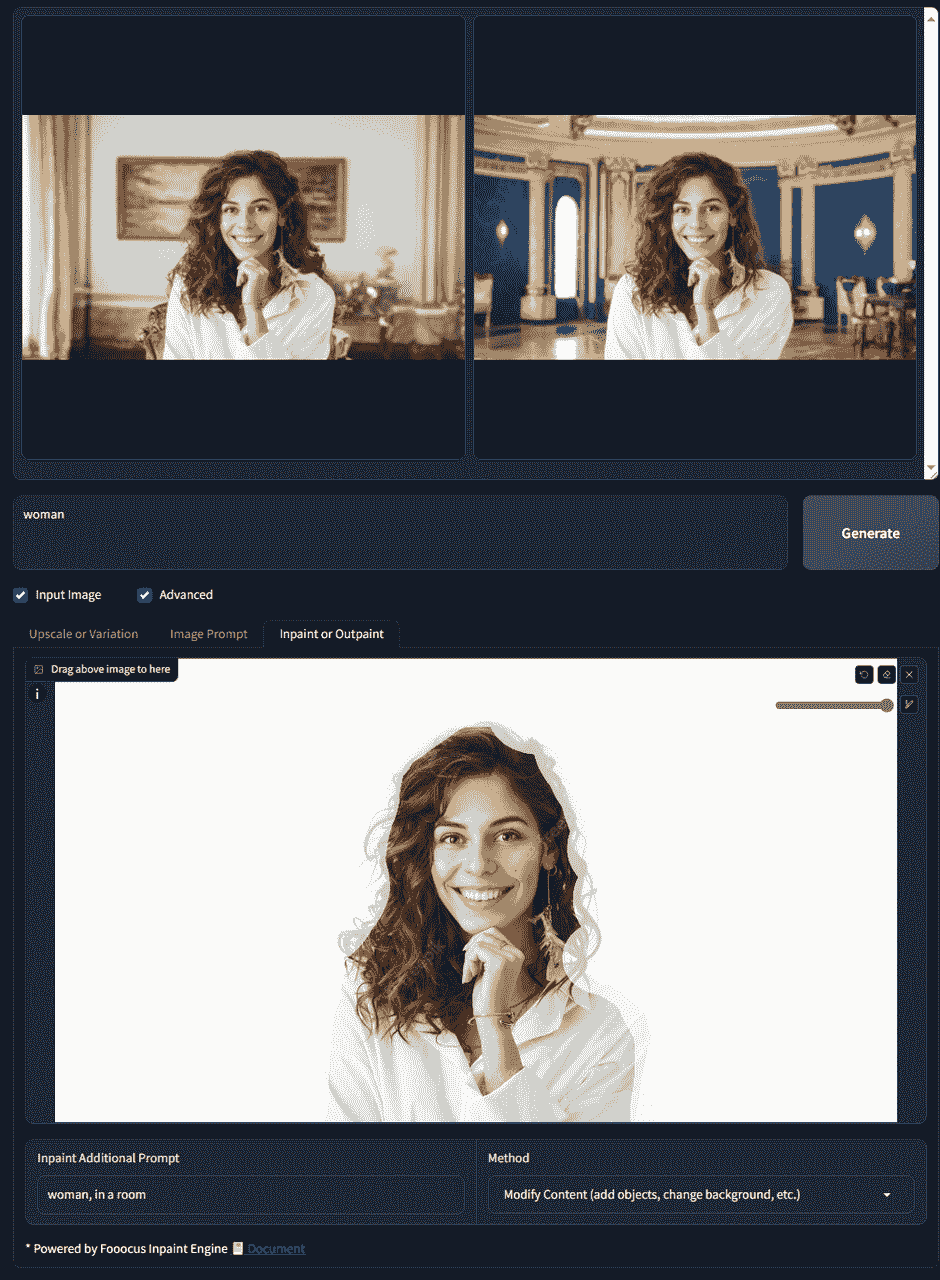 woman
Generate
Input Image
Advanced
Upscale or Variation
Image Prompt
Inpaint or Outpaint
Drag above image to here
i
Inpaint Additional Prompt
Method
woman, in a room
Modify Content (add objects, change background, etc.)
* Powered by Fooocus Inpaint Engine Document